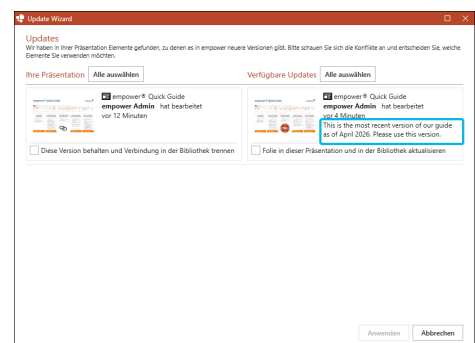 Update Wizard
Updates
Wir haben in Ihrer Präsentation Elemente gefunden, zu denen es in empower neuere Versionen gibt. Bitte schauen Sie sich die Konflikte an und entscheiden Sie, welche
Elemente Sie verwenden möchten.
Ihre Präsentation Alle auswählen
Verfügbare Updates Alle auswählen
empower® Quick Guide
empower Admin hat bearbeitet
vor 12 Minuten
Diese Version behalten und Verbindung in der Bibliothek trennen
empower® Quick Guide
empower Admin hat bearbeitet
vor 4 Minuten
This is the most recent version of our guide
as of April 2026. Please use this version.
Folie in dieser Präsentation und in der Bibliothek aktualisieren
Anwenden Abbrechen